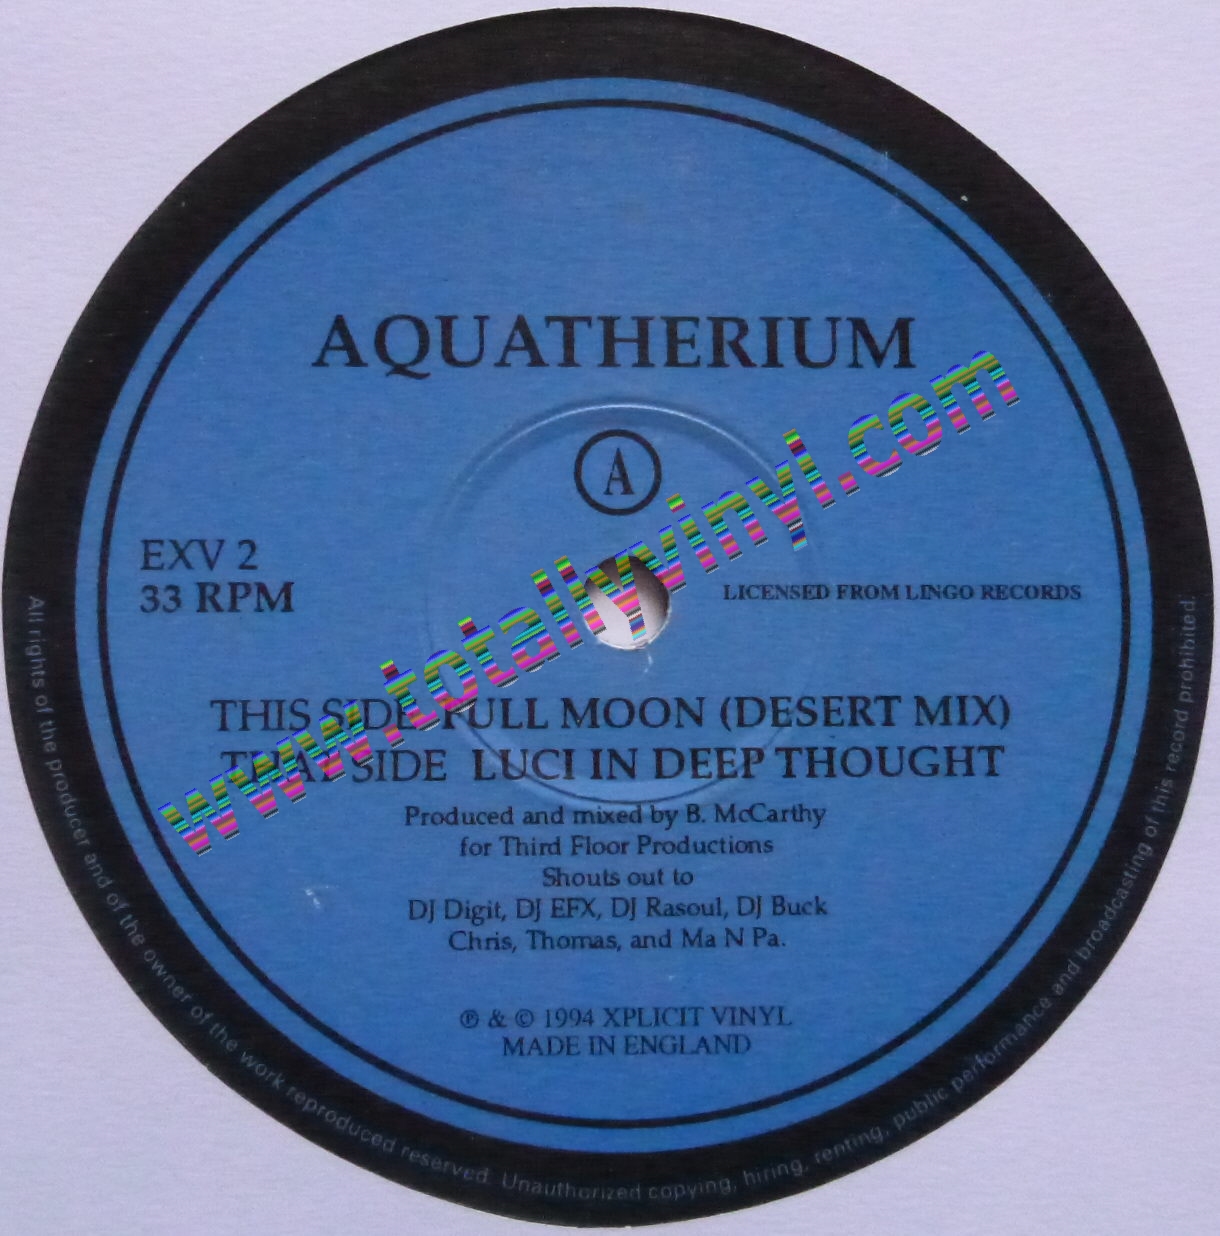 AQUATHERIUM
A
EXV 2
33 RPM
LICENSED FROM LINGO RECORDS
THIS SIDE FULL MOON (DESERT MIX)
THAT SIDE LUCI IN DEEP THOUGHT
Produced and mixed by B. McCarthy
for Third Floor Productions
Shouts out to
DJ Digit, DJ EFX, DJ Rasoul, DJ Buck
Chris, Thomas, and Ma N Pa.
℗ & © 1994 XPLICIT VINYL
MADE IN ENGLAND
All rights of the producer and of the owner of the work reproduced reserved. Unauthorized copying, hiring, renting, public performance and broadcasting of this record prohibited.
www.totallyvinyl.com